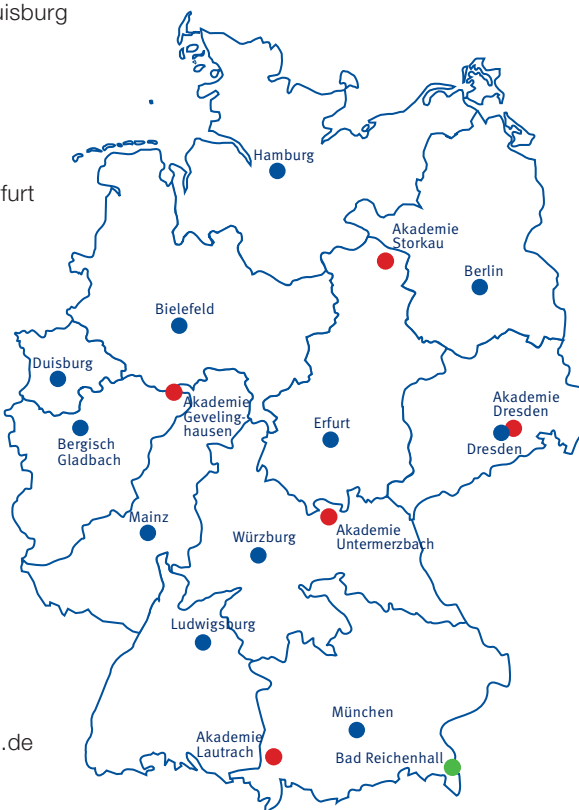 uisburg
Hamburg
furt
Akademie
Storkau
Berlin
Bielefeld
Duisburg
Akademie
Geveling-
hausen
Akademie
Dresden
Erfurt
Bergisch
Gladbach
Dresden
Mainz
Würzburg
Akademie
Untermerzbach
Ludwigsburg
München
.de
Akademie
Lautrach
Bad Reichenhall